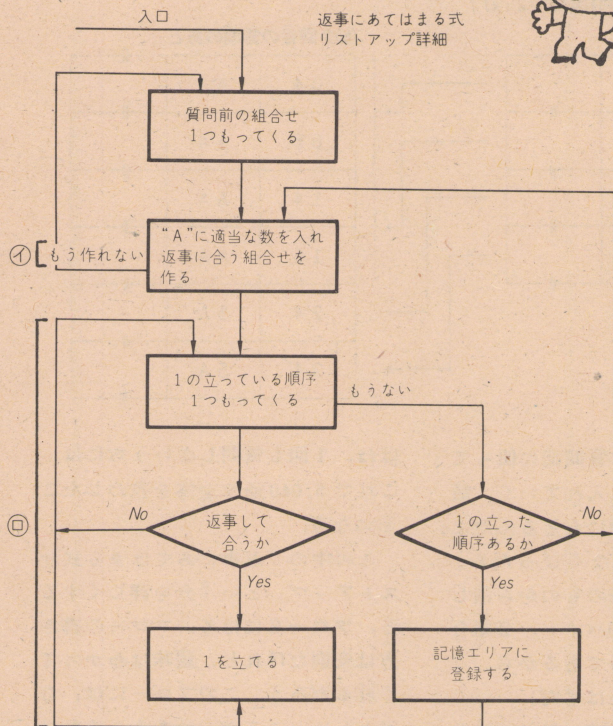 入口
返事にあてはまる式
リストアップ詳細
質問前の組合せ
1つもってくる
"A"に適当な数を入れ
返事に合う組合せを
作る
㋑
もう作れない
1の立っている順序
1つもってくる
もうない
㋺
No
返事して
合うか
Yes
1の立った
順序あるか
No
Yes
1を立てる
記憶エリアに
登録する